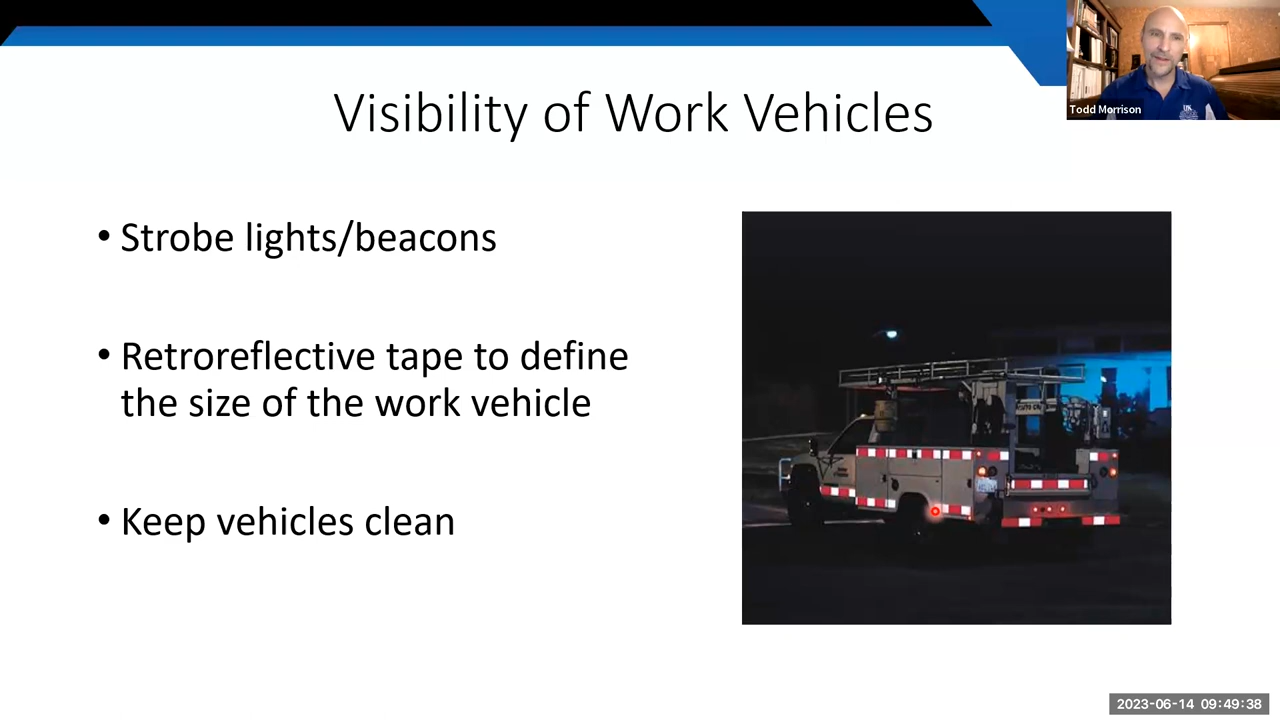 Visibility of Work Vehicles
Todd Morrison
• Strobe lights/beacons
• Retroreflective tape to define
the size of the work vehicle
• Keep vehicles clean
2023-06-14 09:49:38